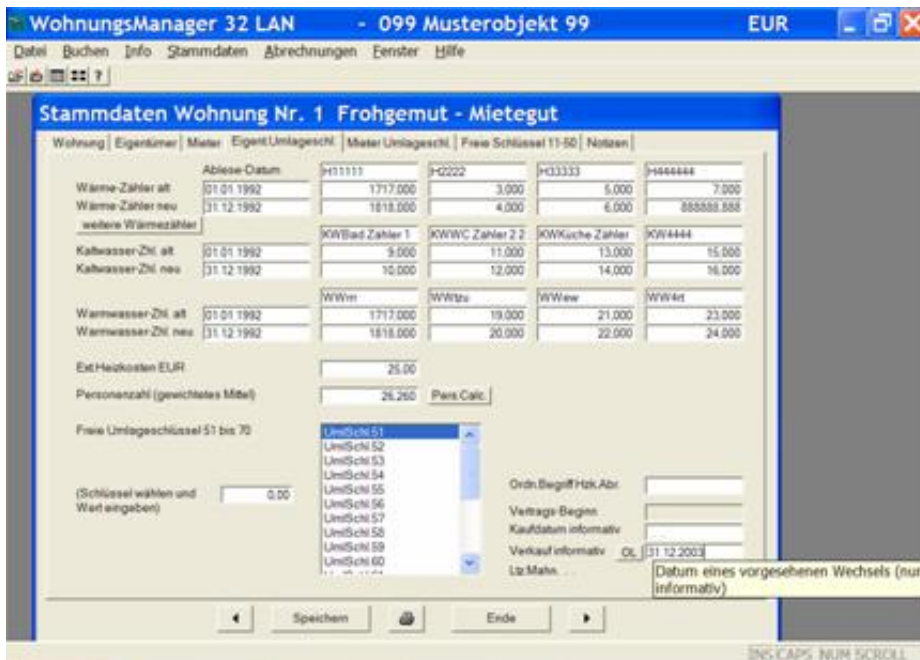 WohnungsManager 32 LAN - 099 Musterobjekt 99 EUR
Datei Buchen Info Stammdaten Abrechnungen Fenster Hilfe
Stammdaten Wohnung Nr. 1 Frohgemut - Mietegut
Wohnung Eigentümer Mieter Eigent.Umlageschl. Mieter Umlageschl. Freie Schlüssel 11-50 Notizen
Ablese-Datum H11111 H2222 H33333 H444444
Wärme-Zähler alt 01.01.1992 1717,000 3,000 5,000 7,000
Wärme-Zähler neu 31.12.1992 1818,000 4,000 6,000 888888,888
weitere Wärmezähler
KWBad Zähler 1 KWWC Zähler 2 2 KWKüche Zähler KW4444
Kaltwasser-Zhl. alt 01.01.1992 9,000 11,000 13,000 15,000
Kaltwasser-Zhl. neu 31.12.1992 10,000 12,000 14,000 16,000
WWrrr WWtzu WWew WW4rt
Warmwasser-Zhl. alt 01.01.1992 1717,000 19,000 21,000 23,000
Warmwasser-Zhl. neu 31.12.1992 1818,000 20,000 22,000 24,000
Ext.Heizkosten EUR 25,00
Personenzahl (gewichtetes Mittel) 26,260 Pers.Calc.
Freie Umlageschlüssel 51 bis 70
UmlSchl.51
UmlSchl.52
UmlSchl.53
UmlSchl.54
UmlSchl.55
UmlSchl.56
UmlSchl.57
UmlSchl.58
UmlSchl.59
UmlSchl.60
(Schlüssel wählen und
Wert eingeben) 0,00
Ordn.Begriff Hzk.Abr.
Vertrags-Beginn
Kaufdatum informativ . .
Verkauf informativ OL 31.12.2003
Ltz.Mahn. . .
Datum eines vorgesehenen Wechsels (nur
informativ)
Speichern Ende
INS CAPS NUM SCROLL